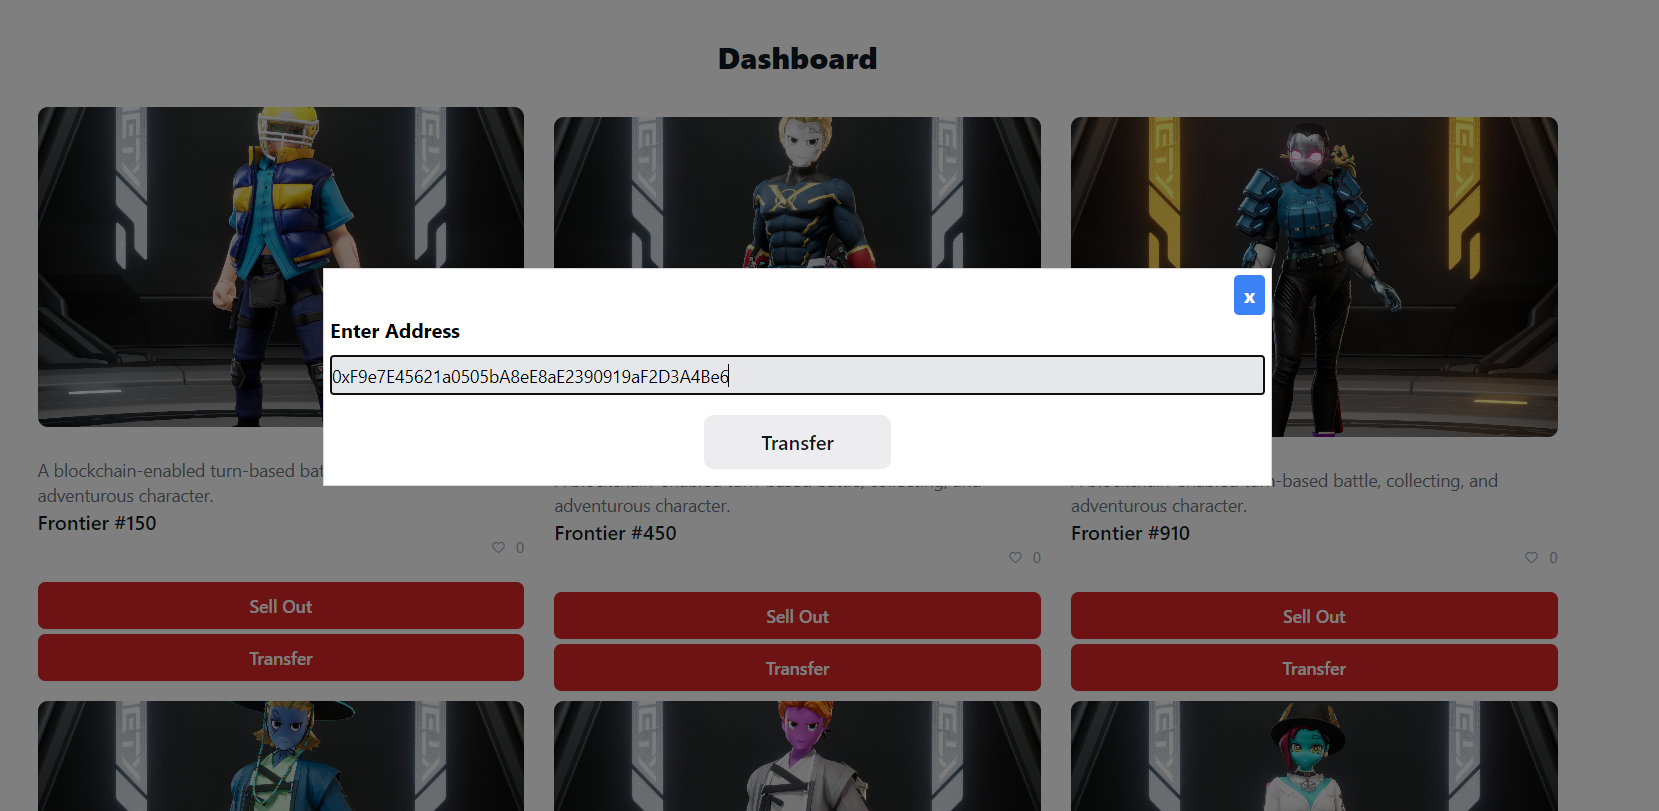 Dashboard
x
Enter Address
0xF9e7E45621a0505bA8eE8aE2390919aF2D3A4Be6
Transfer
A blockchain-enabled turn-based bat
adventurous character.
Frontier #150
0
Sell Out
Transfer
adventurous character.
Frontier #450
0
Sell Out
Transfer
-based battle, collecting, and
adventurous character.
Frontier #910
0
Sell Out
Transfer